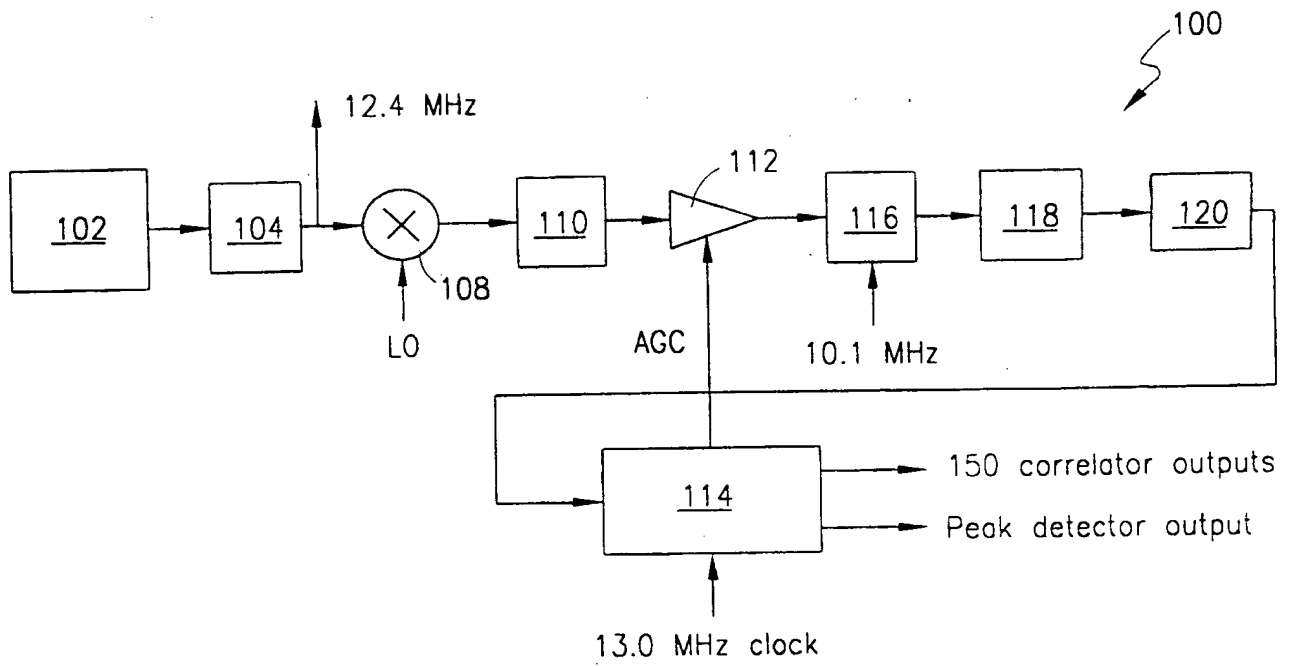 100
12.4 MHz
112
102
104
108
110
116
118
120
LO
AGC
10.1 MHz
114
150 correlator outputs
Peak detector output
13.0 MHz clock